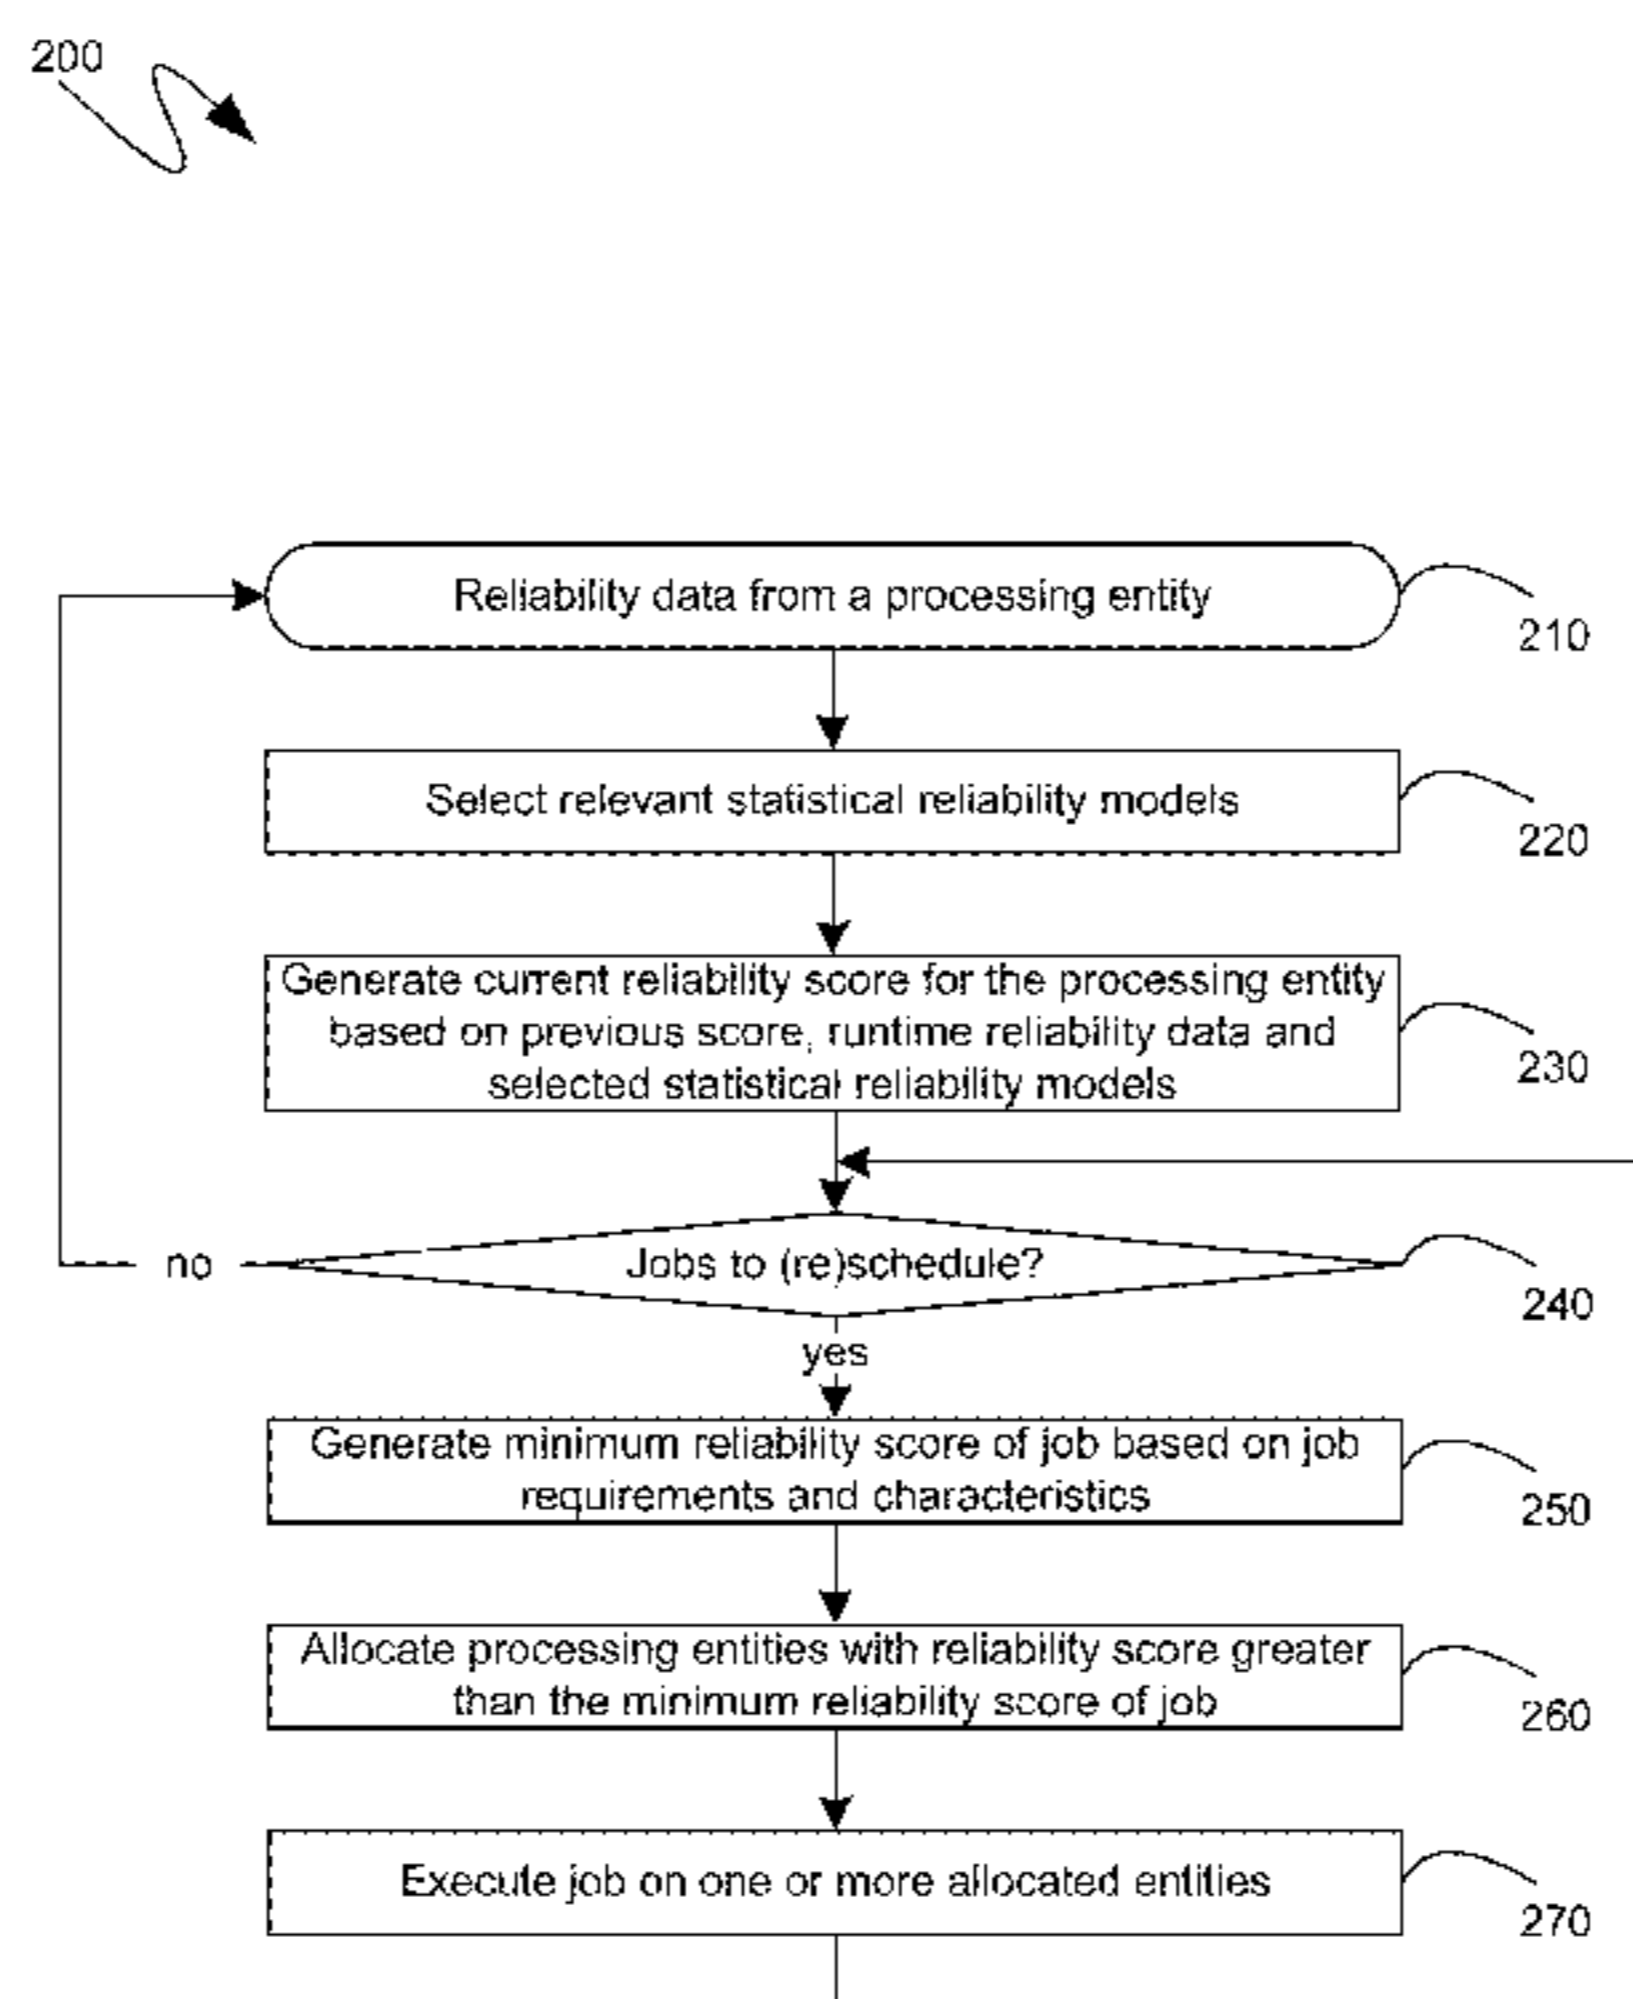 200
Reliability data from a processing entity
210
Select relevant statistical reliability models
220
Generate current reliability score for the processing entity
based on previous score, runtime reliability data and
selected statistical reliability models
230
no
Jobs to (re)schedule?
240
yes
Generate minimum reliability score of job based on job
requirements and characteristics
250
Allocate processing entities with reliability score greater
than the minimum reliability score of job
260
Execute job on one or more allocated entities
270